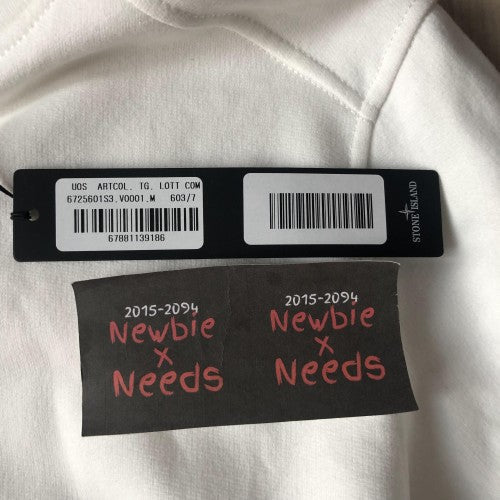 UOS ARTCOL, TG, LOTT COM
6725601S3.V0001.M 603/7
67881139186
STONE ISLAND
2015-2094
Newbie
x
Needs
2015-2094
Newbie
x
Needs